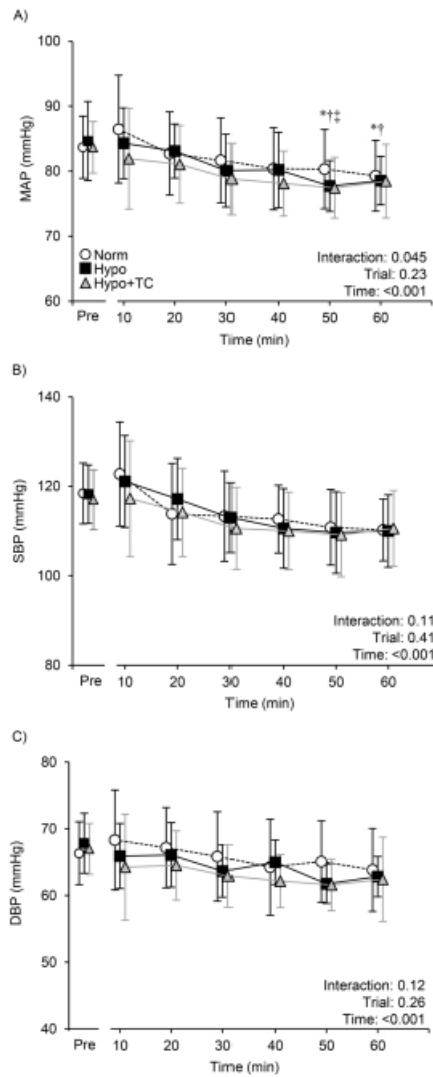 A)
100
90
80
70
60
MAP (mmHg)
*†‡
*†
Norm
Hypo
Hypo+TC
Interaction: 0.045
Trial: 0.23
Time: <0.001
Pre
10
20
30
40
50
60
Time (min)
B)
140
120
100
80
SBP (mmHg)
Interaction: 0.11
Trial: 0.41
Time: <0.001
Pre
10
20
30
40
50
60
Time (min)
C)
80
70
60
50
40
DBP (mmHg)
Interaction: 0.12
Trial: 0.26
Time: <0.001
Pre
10
20
30
40
50
60
Time (min)